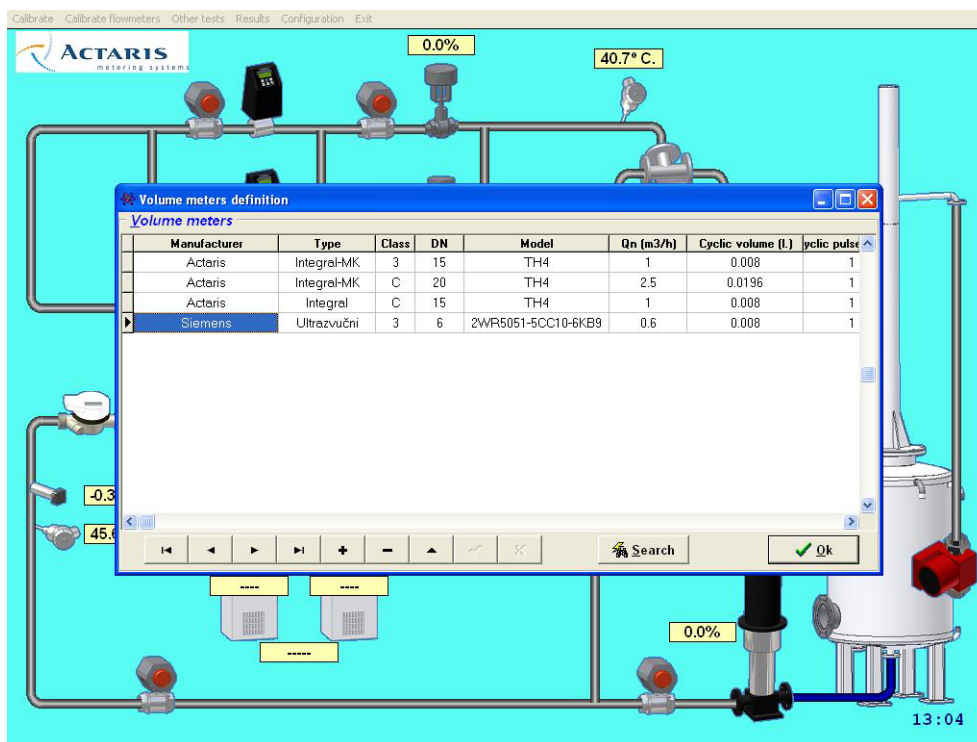 Calibrate Calibrate flowmeters Other tests Results Configuration Exit
ACTARIS
metering systems
0.0%
40.7° C.
Volume meters definition
Volume meters
Manufacturer Type Class DN Model Qn (m3/h) Cyclic volume (l.) yclic pulse
Actaris Integral-MK 3 15 TH4 1 0.008 1
Actaris Integral-MK C 20 TH4 2.5 0.0196 1
Actaris Integral C 15 TH4 1 0.008 1
Siemens Ultrazvučni 3 6 2WR5051-5CC10-6KB9 0.6 0.008 1
-0.3
45.6
Search Ok
---- ----
-----
0.0%
13:04